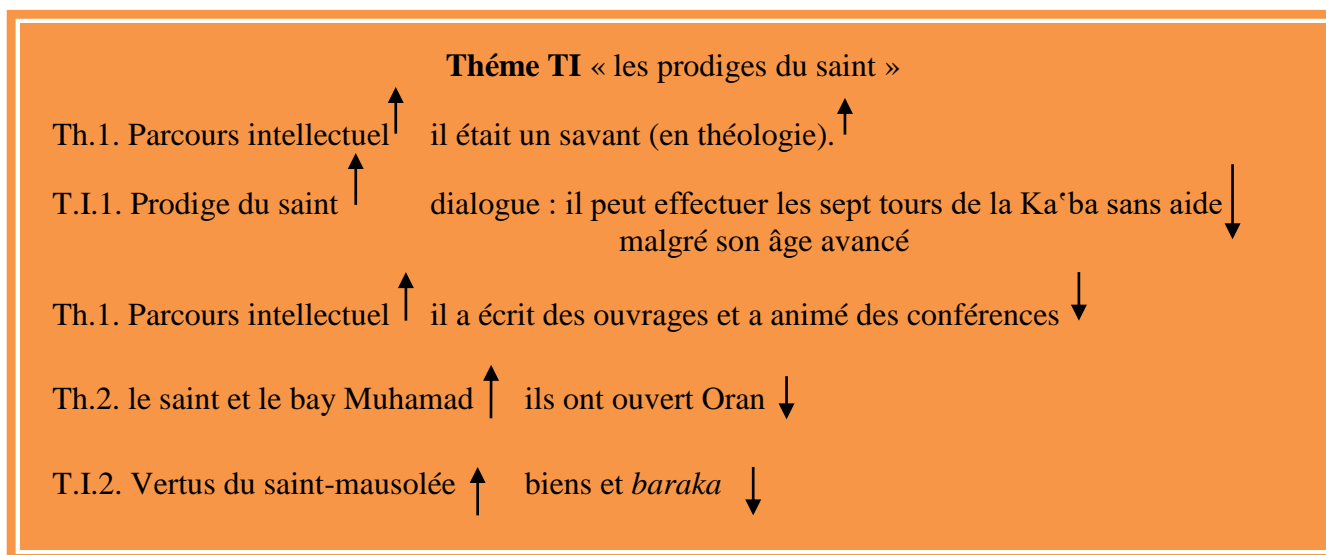 Théme TI « les prodiges du saint »
Th.1. Parcours intellectuel↑ il était un savant (en théologie).↑
T.I.1. Prodige du saint ↑ dialogue : il peut effectuer les sept tours de la Kaʿba sans aide↓
malgré son âge avancé
Th.1. Parcours intellectuel ↑ il a écrit des ouvrages et a animé des conférences ↓
Th.2. le saint et le bay Muhamad ↑ ils ont ouvert Oran ↓
T.I.2. Vertus du saint-mausolée ↑ biens et baraka ↓